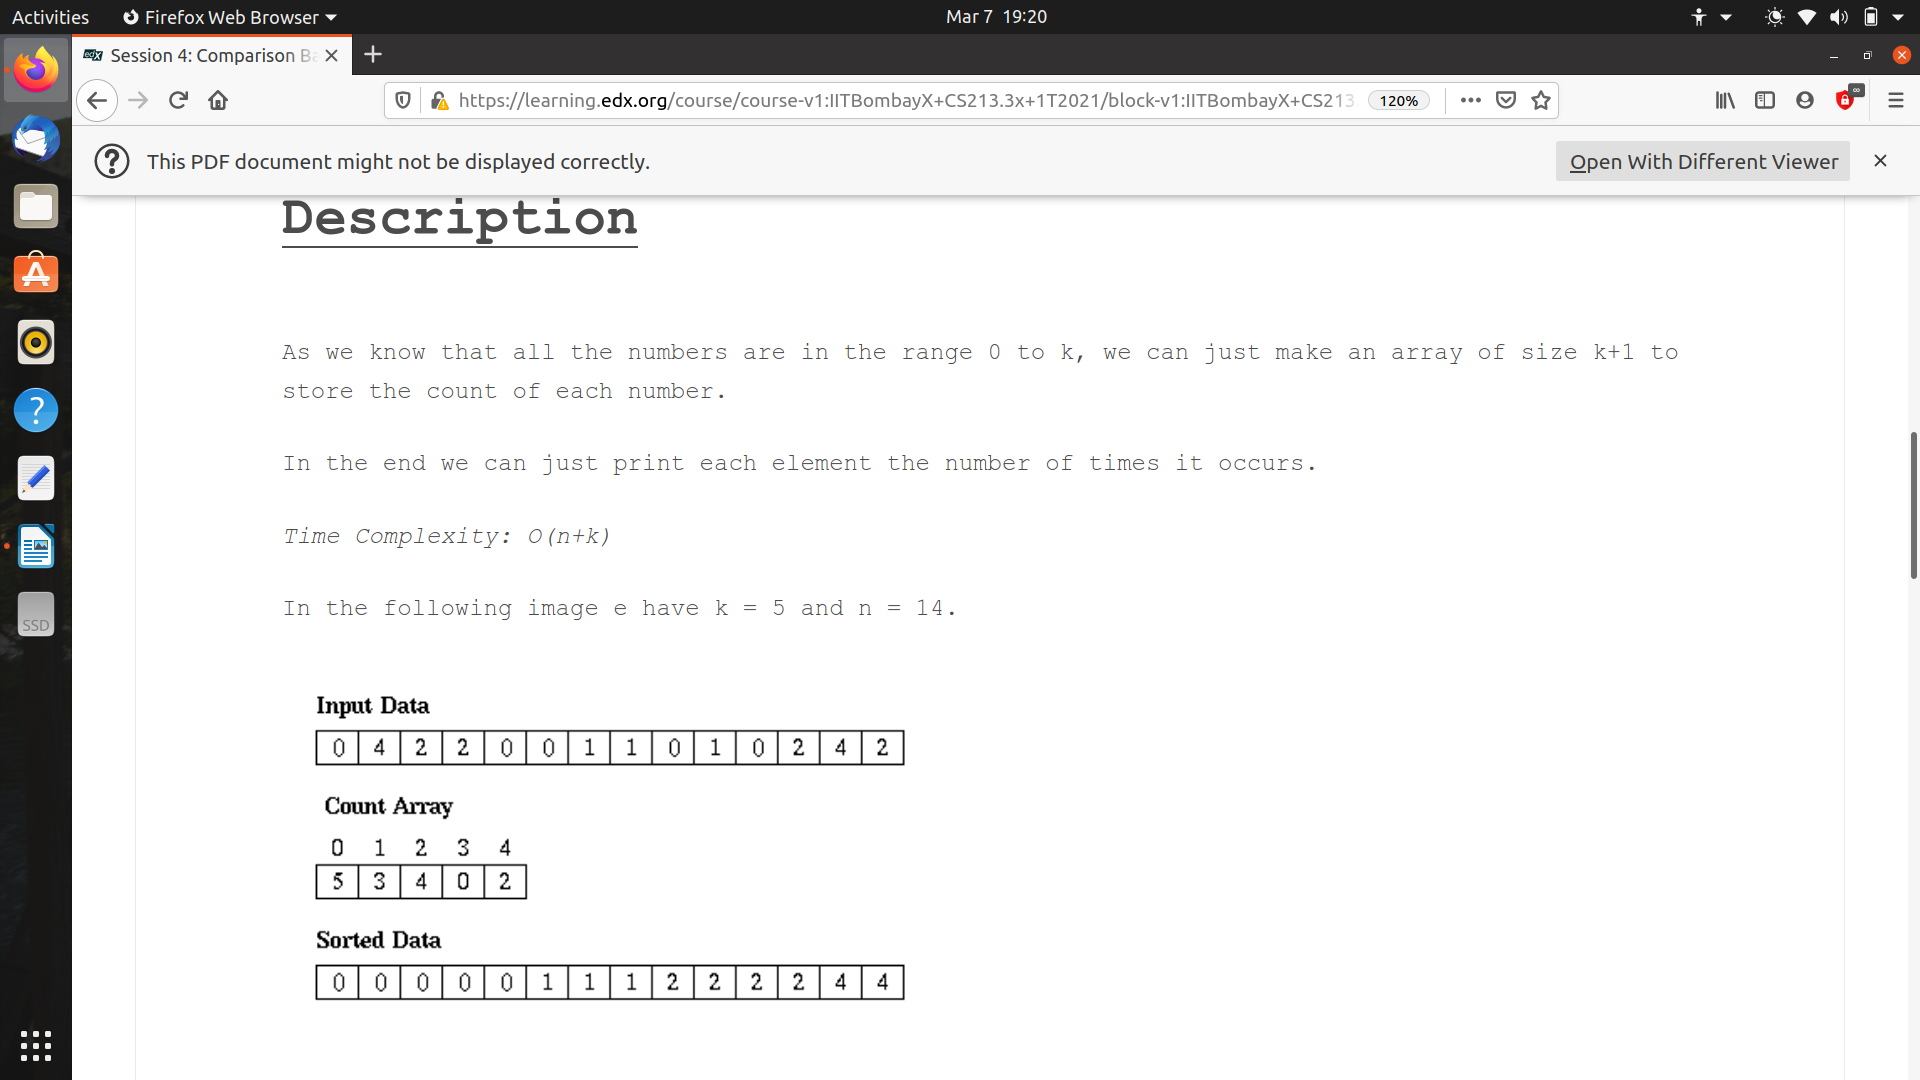 Activities
Firefox Web Browser
Mar 7 19:20
edX Session 4: Comparison Ba
https://learning.edx.org/course/course-v1:IITBombayX+CS213.3x+1T2021/block-v1:IITBombayX+CS213.
120%
∞
This PDF document might not be displayed correctly.
Open With Different Viewer
Description
As we know that all the numbers are in the range 0 to k, we can just make an array of size k+1 to
store the count of each number.
In the end we can just print each element the number of times it occurs.
Time Complexity: O(n+k)
In the following image e have k = 5 and n = 14.
Input Data
0 4 2 2 0 0 1 1 0 1 0 2 4 2
Count Array
0 1 2 3 4
5 3 4 0 2
Sorted Data
0 0 0 0 0 1 1 1 2 2 2 2 4 4
SSD